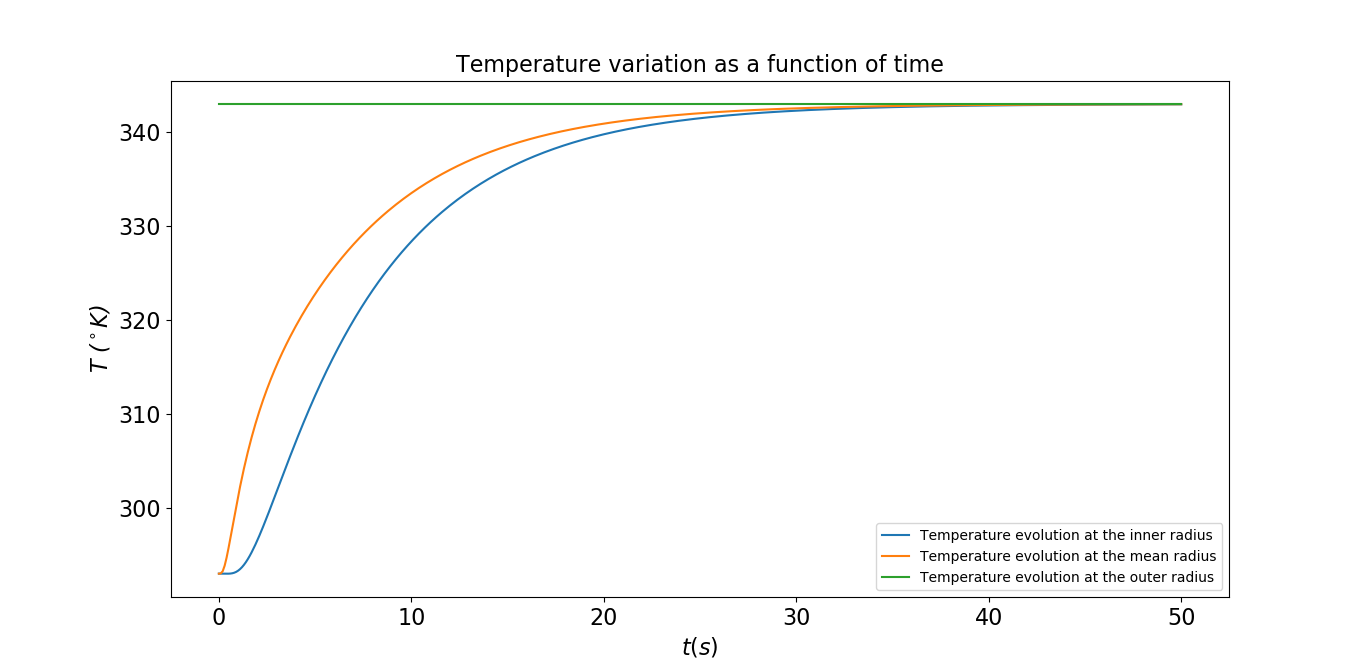 Temperature variation as a function of time
T (°K)
340
330
320
310
300
0 10 20 30 40 50
t(s)
Temperature evolution at the inner radius
Temperature evolution at the mean radius
Temperature evolution at the outer radius